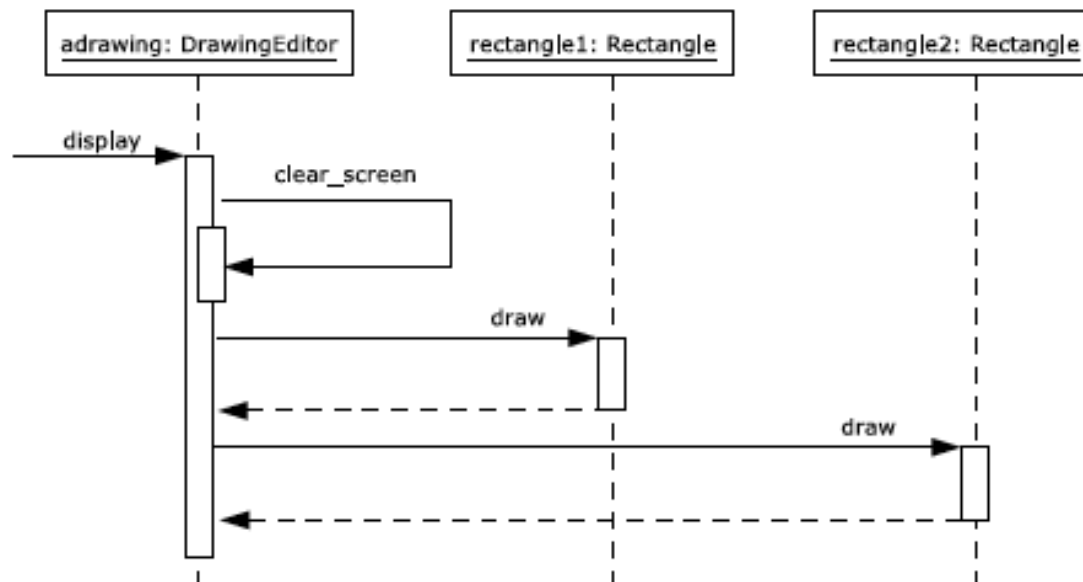 adrawing: DrawingEditor
rectangle1: Rectangle
rectangle2: Rectangle
display
clear_screen
draw
draw